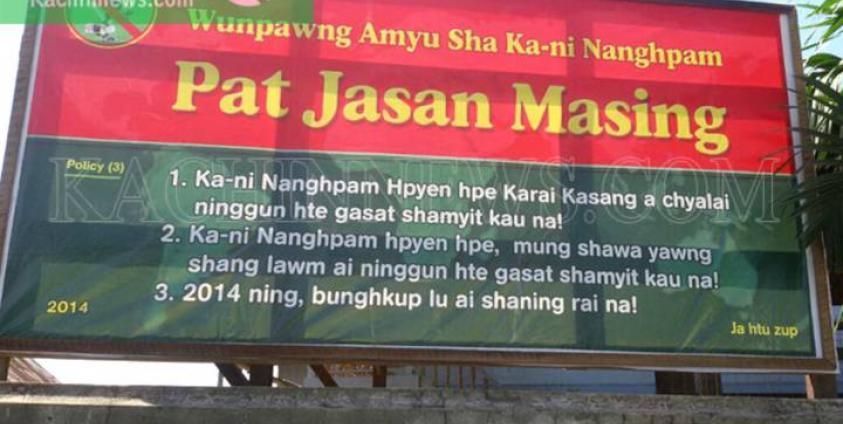 Kachinnews.com
Wunpawng Amyu Sha Ka-ni Nanghpam
Pat Jasan Masing
Policy (3)
1. Ka-ni Nanghpam Hpyen hpe Karai Kasang a chyalai
ninggun hte gasat shamyit kau na!
2. Ka-ni Nanghpam hpyen hpe, mung shawa yawng
shang lawm ai ninggun hte gasat shamyit kau na!
3. 2014 ning, bunghkup lu ai shaning rai na!
2014
Ja htu zup
KACHINNEWS.COM